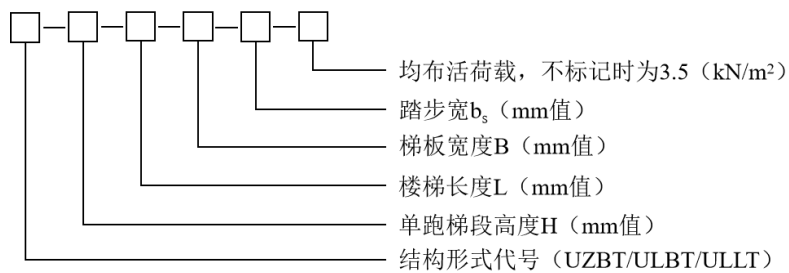 均布活荷载，不标记时为3.5（kN/m²）
踏步宽bₛ（mm值）
梯板宽度B（mm值）
楼梯长度L（mm值）
单跑梯段高度H（mm值）
结构形式代号（UZBT/ULBT/ULLT）